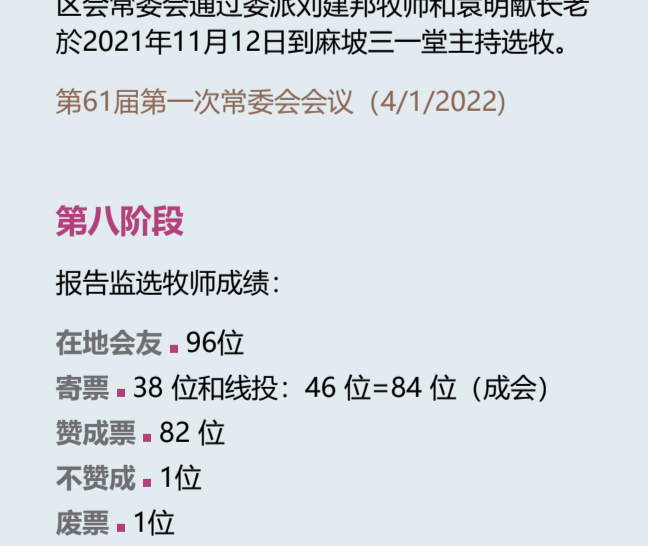 区会常委会通过委派刘建邦牧师和袁明献长老
於2021年11月12日到麻坡三一堂主持选牧。
第61届第一次常委会会议（4/1/2022)
第八阶段
报告监选牧师成绩：
在地会友 ▪ 96位
寄票 ▪ 38 位和线投：46 位=84 位（成会）
赞成票 ▪ 82 位
不赞成 ▪ 1位
废票 ▪ 1位